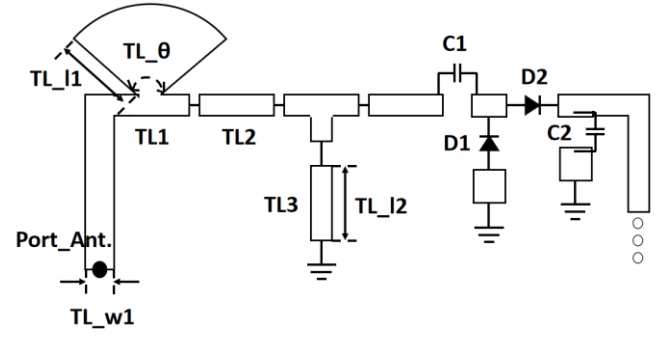 C1
TL_θ
D2
TL_l1
C2
TL1
TL2
D1
TL3
TL_l2
Port_Ant.
TL_w1